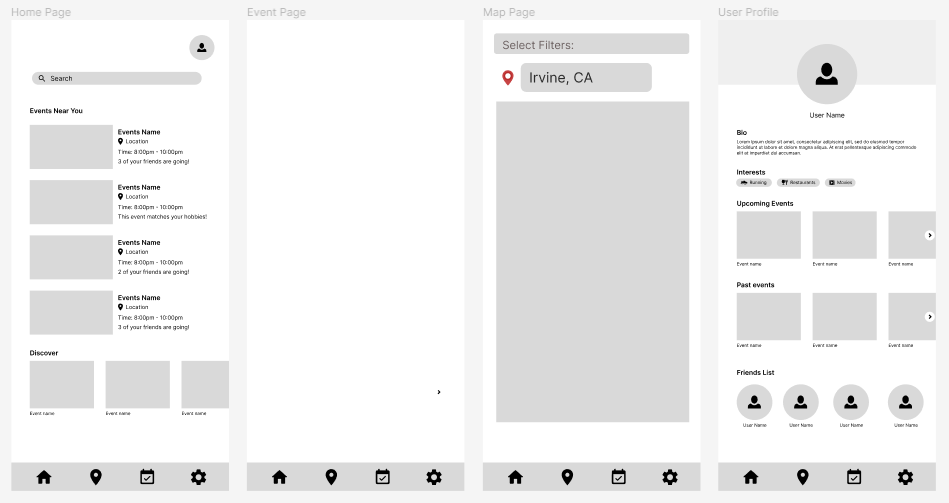 Home Page
Search
Events Near You
Events Name
Location
Time: 8:00pm - 10:00pm
3 of your friends are going!
Events Name
Location
Time: 8:00pm - 10:00pm
This event matches your hobbies!
Events Name
Location
Time: 8:00pm - 10:00pm
2 of your friends are going!
Events Name
Location
Time: 8:00pm - 10:00pm
3 of your friends are going!
Discover
Event name
Event name
Event Page
Map Page
Select Filters:
Irvine, CA
User Profile
User Name
Bio
Lorem ipsum dolor sit amet, consectetur adipiscing elit, sed do eiusmod tempor
incididunt ut labore et dolore magna aliqua. At erat pellentesque adipiscing commodo
elit at imperdiet dui accumsan.
Interests
Running
Restaurants
Movies
Upcoming Events
Event name
Event name
Event name
Past events
Event name
Event name
Event name
Friends List
User Name
User Name
User Name
User Name